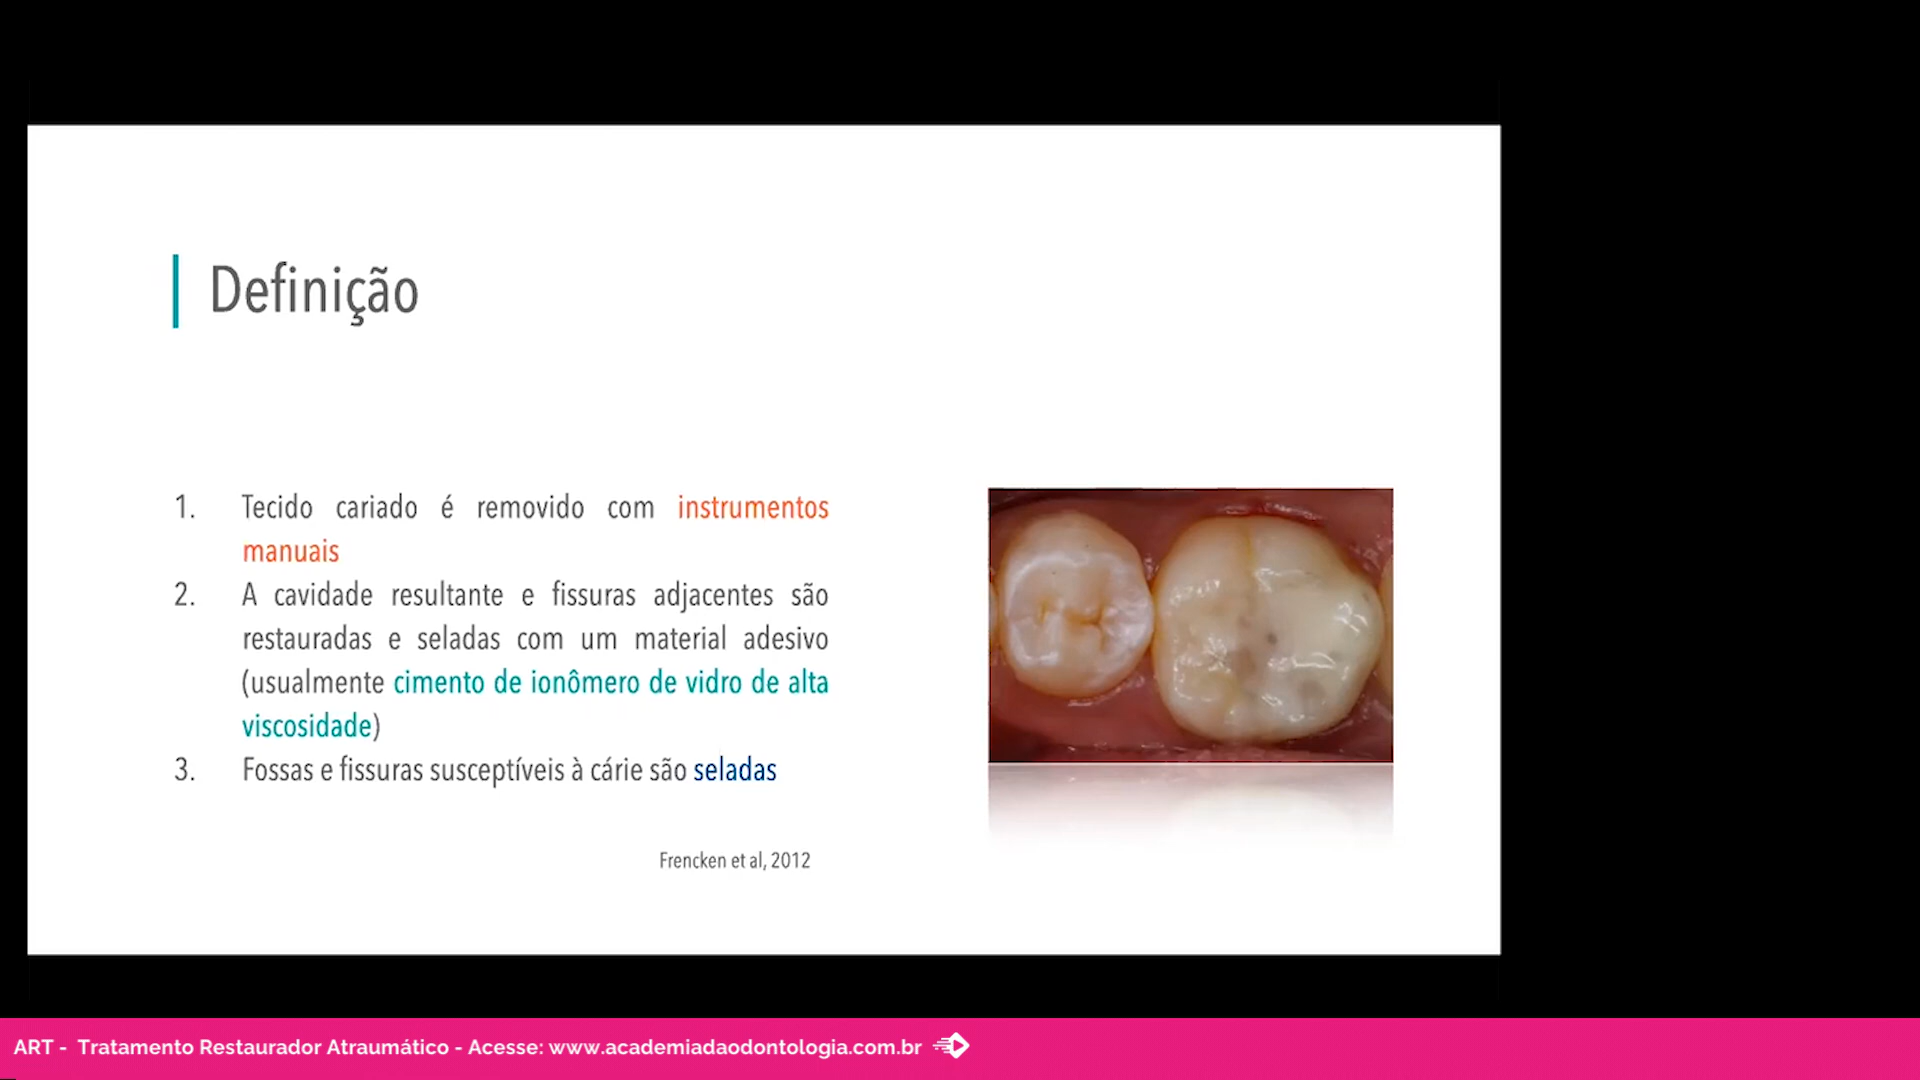 Definição
1. Tecido cariado é removido com instrumentos
manuais
2. A cavidade resultante e fissuras adjacentes são
restauradas e seladas com um material adesivo
(usualmente cimento de ionômero de vidro de alta
viscosidade)
3. Fossas e fissuras susceptíveis à cárie são seladas
Frencken et al, 2012
ART - Tratamento Restaurador Atraumático - Acesse: www.academiadaodontologia.com.br